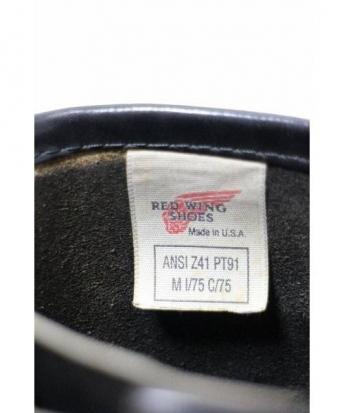 RED WING
SHOES
Made in U.S.A.
ANSI Z41 PT91
M I/75 C/75